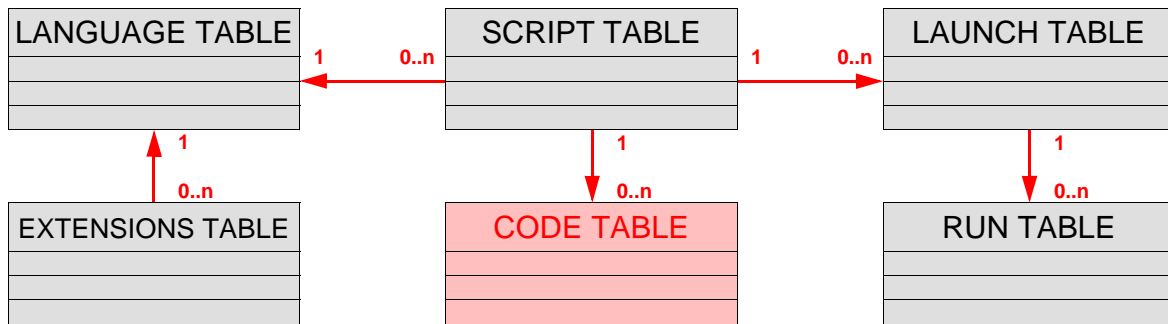 LANGUAGE TABLE
SCRIPT TABLE
LAUNCH TABLE
1
0..n
1
0..n
1
0..n
1
0..n
1
0..n
EXTENSIONS TABLE
CODE TABLE
RUN TABLE